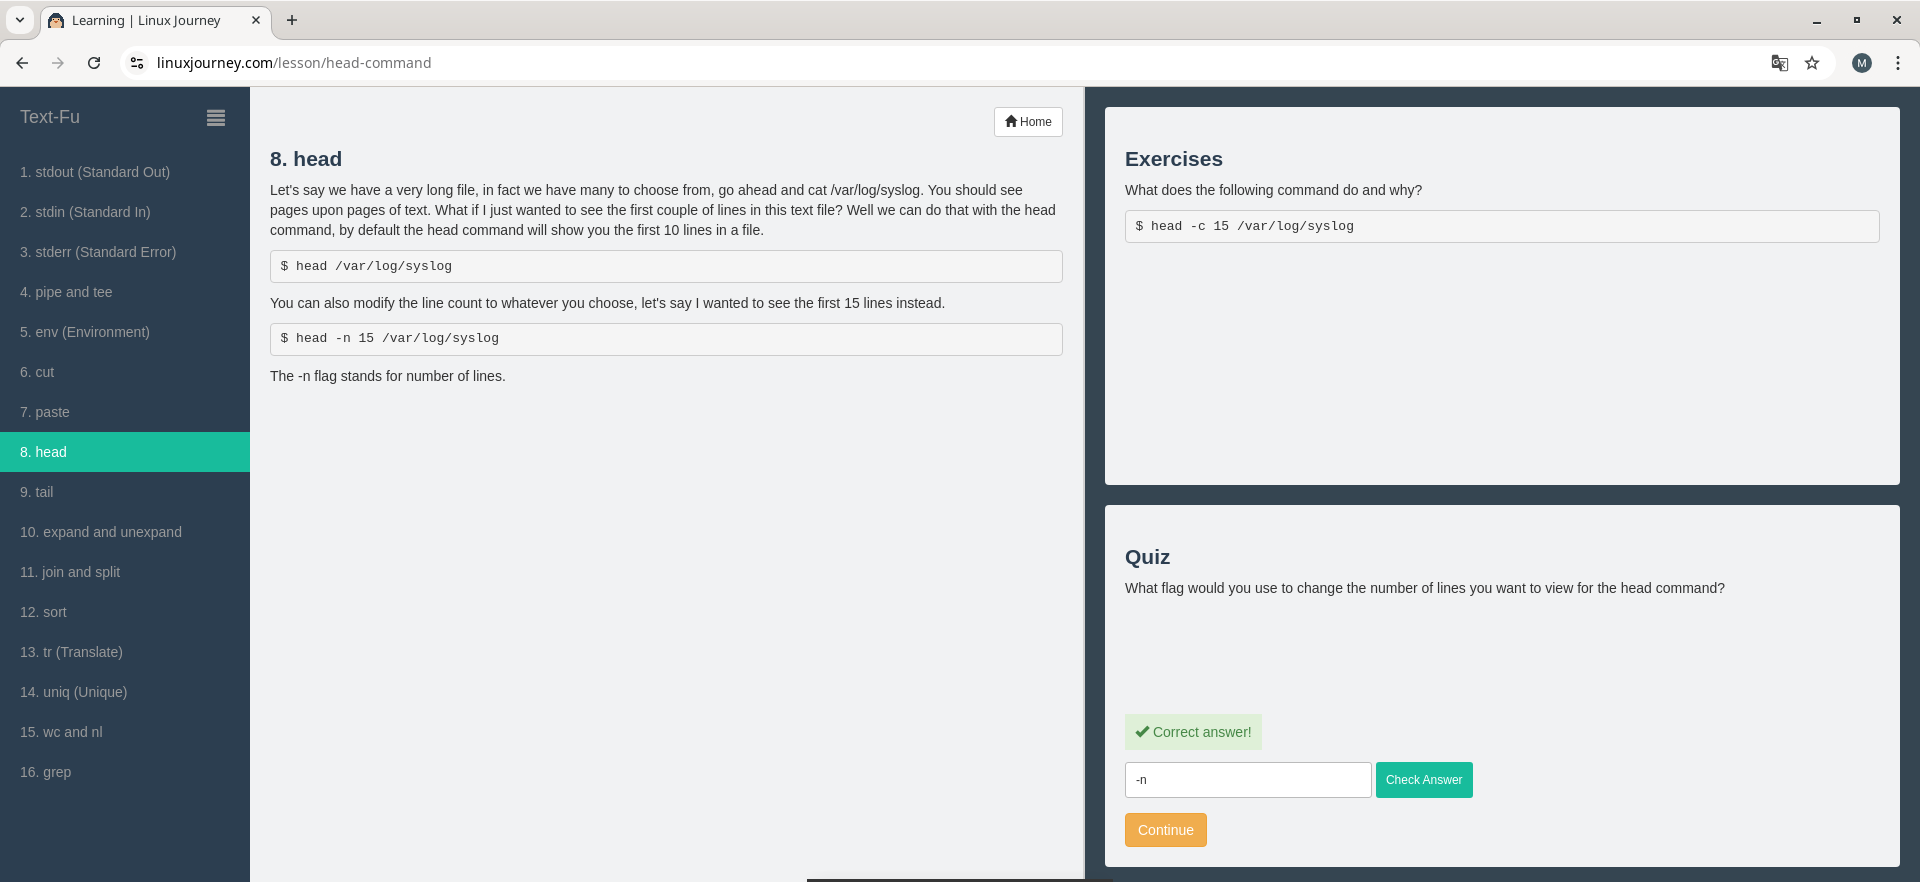 Learning | Linux Journey
linuxjourney.com/lesson/head-command
M
Text-Fu
1. stdout (Standard Out)
2. stdin (Standard In)
3. stderr (Standard Error)
4. pipe and tee
5. env (Environment)
6. cut
7. paste
8. head
9. tail
10. expand and unexpand
11. join and split
12. sort
13. tr (Translate)
14. uniq (Unique)
15. wc and nl
16. grep
Home
8. head
Let's say we have a very long file, in fact we have many to choose from, go ahead and cat /var/log/syslog. You should see
pages upon pages of text. What if I just wanted to see the first couple of lines in this text file? Well we can do that with the head
command, by default the head command will show you the first 10 lines in a file.
$ head /var/log/syslog
You can also modify the line count to whatever you choose, let's say I wanted to see the first 15 lines instead.
$ head -n 15 /var/log/syslog
The -n flag stands for number of lines.
Exercises
What does the following command do and why?
$ head -c 15 /var/log/syslog
Quiz
What flag would you use to change the number of lines you want to view for the head command?
Correct answer!
-n
Check Answer
Continue